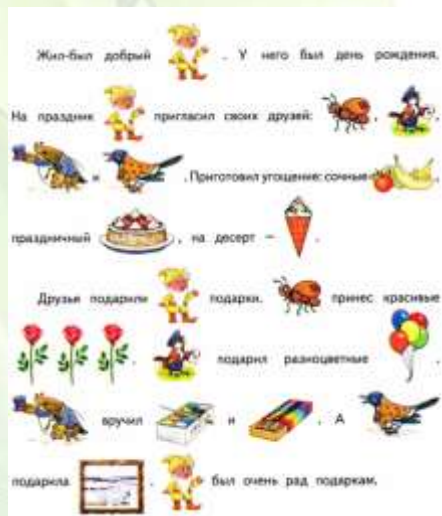 Жил-был добрый . У него был день рождения.
На праздник пригласил своих друзей: , ,
и . Приготовил угощение: сочные ,
праздничный , на десерт – .
Друзья подарили подарки. принес красивые
. подарил разноцветные .
вручил и . А
подарила . был очень рад подаркам.